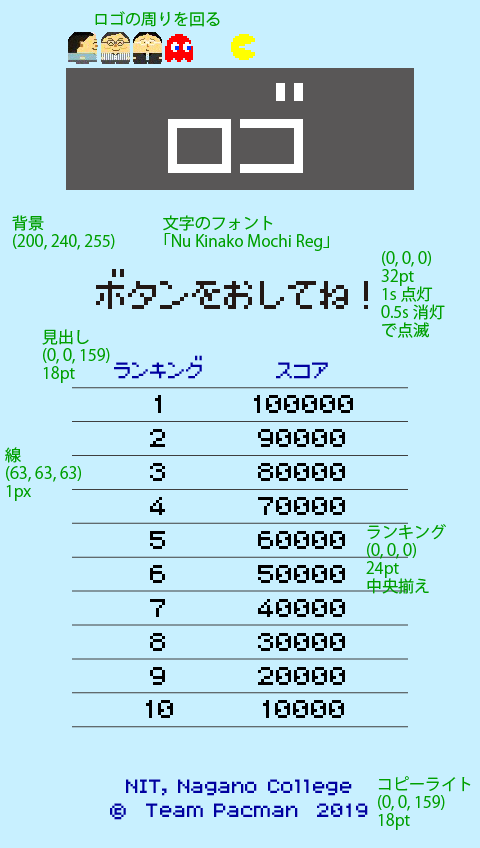 ロゴの周りを回る
ロゴ
背景
(200, 240, 255)
文字のフォント
「Nu Kinako Mochi Reg」
(0, 0, 0)
32pt
1s 点灯
0.5s 消灯
で点滅
ボタンをおしてね！
見出し
(0, 0, 159)
18pt
ランキング スコア
1 100000
2 90000
線
(63, 63, 63)
1px
3 80000
4 70000
5 60000
ランキング
(0, 0, 0)
24pt
中央揃え
6 50000
7 40000
8 30000
9 20000
10 10000
NIT, Nagano College
© Team Pacman 2019
コピーライト
(0, 0, 159)
18pt